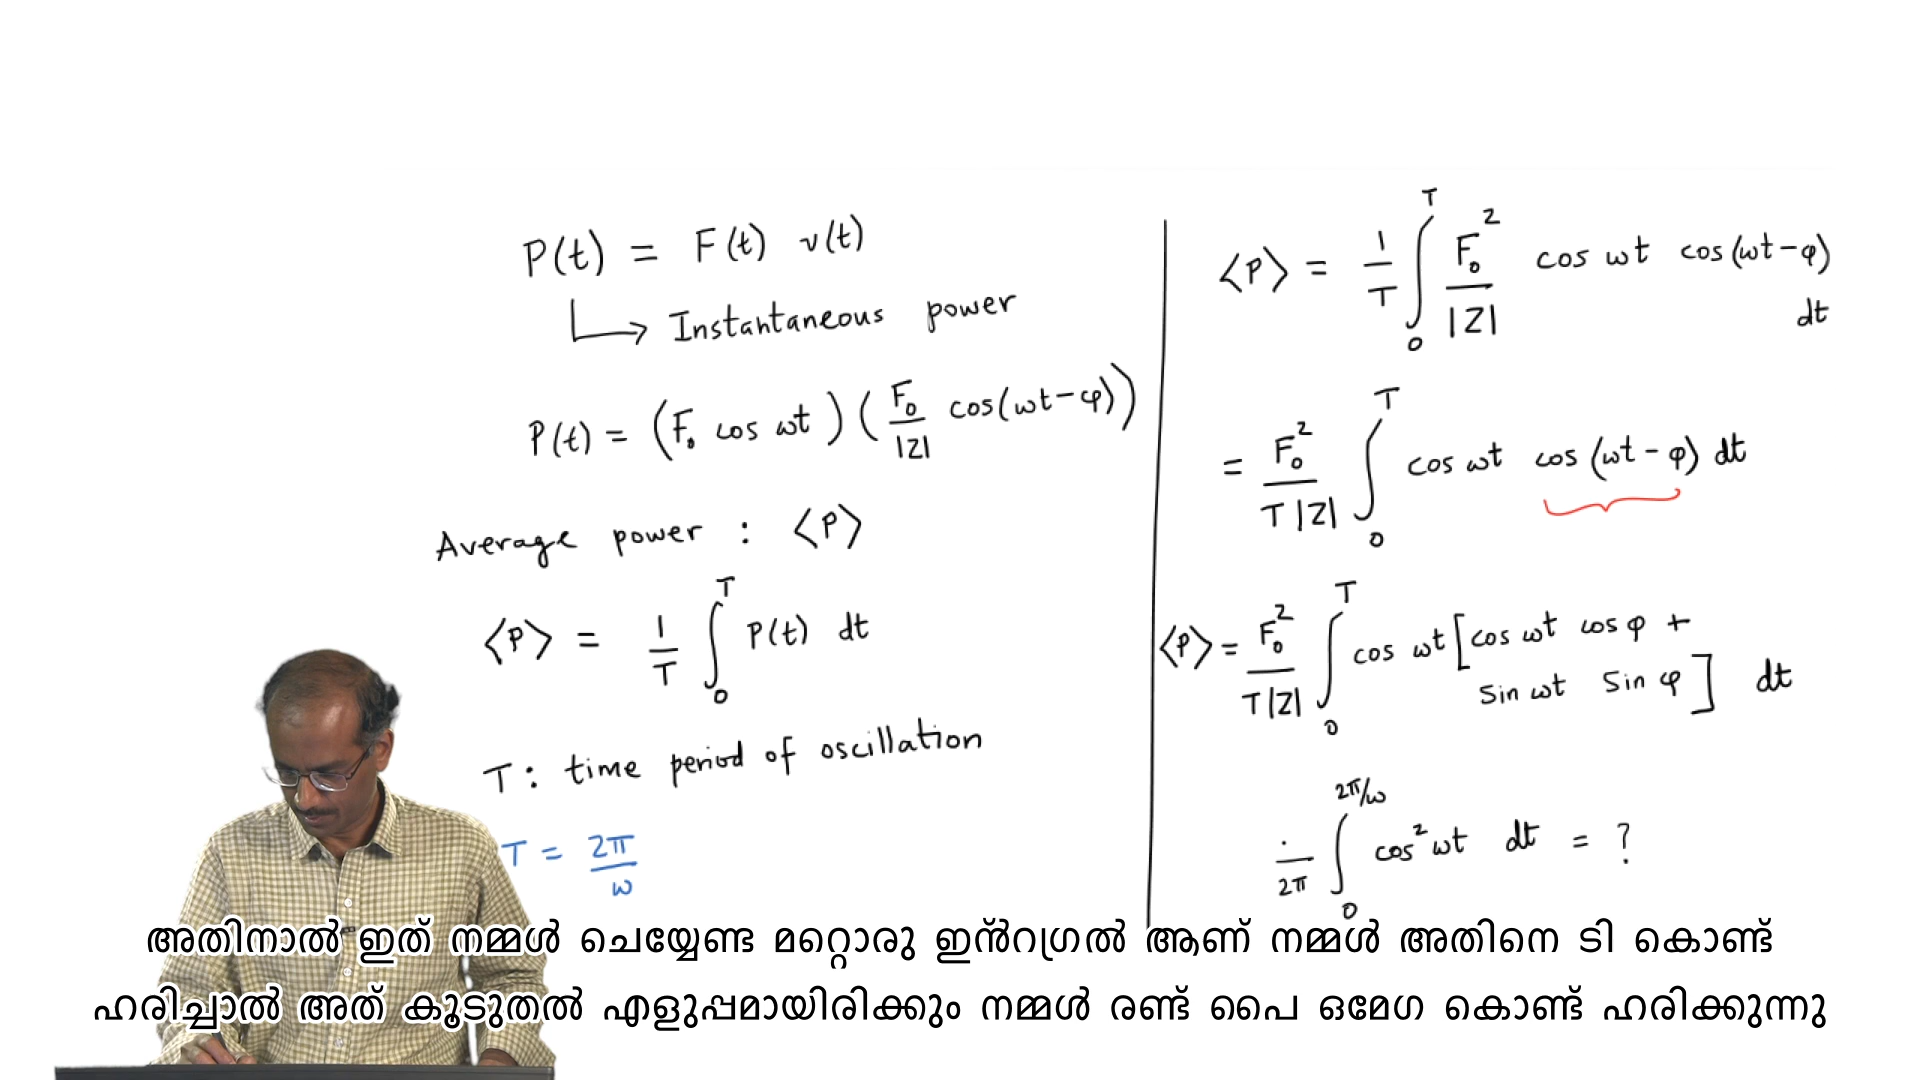 P(t) = F(t) v(t)
Instantaneous power
P(t) = (F₀ cos ωt) (F₀/|Z| cos(ωt−φ))
Average power : ⟨P⟩
⟨P⟩ = 1/T ∫₀ᵀ P(t) dt
T : time period of oscillation
T = 2π/ω
⟨P⟩ = 1/T ∫₀ᵀ F₀²/|Z| cos ωt cos(ωt−φ)
dt
= F₀²/T|Z| ∫₀ᵀ cos ωt cos(ωt−φ) dt
⟨P⟩ = F₀²/T|Z| ∫₀ᵀ cos ωt [cos ωt cos φ +
Sin ωt Sin φ] dt
/2π ∫₀^(2π/ω) cos² ωt dt = ?
അതിനാൽ ഇത് നമ്മൾ ചെയ്യേണ്ട മറ്റൊരു ഇൻറഗ്രൽ ആണ് നമ്മൾ അതിനെ ടി കൊണ്ട്
ഹരിച്ചാൽ അത് കൂടുതൽ എളുപ്പമായിരിക്കും നമ്മൾ രണ്ട് പൈ ഒമേഗ കൊണ്ട് ഹരിക്കുന്നു